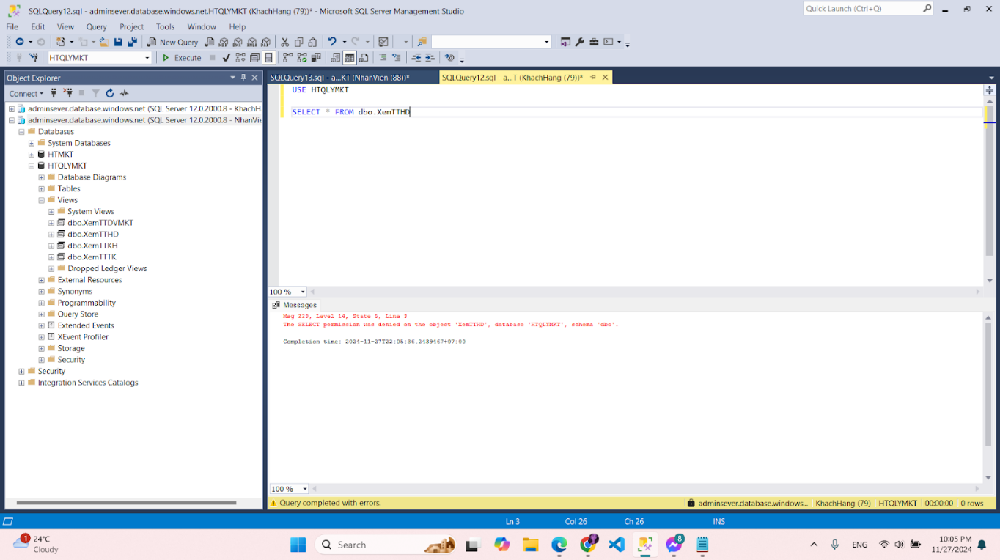 SQLQuery12.sql - adminsever.database.windows.net.HTQLYMKT (KhachHang (79))* - Microsoft SQL Server Management Studio
Quick Launch (Ctrl+Q)
File Edit View Query Project Tools Window Help
New Query
HTQLYMKT
Execute
Object Explorer
SQLQuery13.sql - a...KT (NhanVien (88))*
SQLQuery12.sql - a...T (KhachHang (79))*
Connect
adminsever.database.windows.net (SQL Server 12.0.2000.8 - KhachH
adminsever.database.windows.net (SQL Server 12.0.2000.8 - NhanVie
Databases
System Databases
HTMKT
HTQLYMKT
Database Diagrams
Tables
Views
System Views
dbo.XemTTDVMKT
dbo.XemTTHD
dbo.XemTTKH
dbo.XemTTTK
Dropped Ledger Views
External Resources
Synonyms
Programmability
Query Store
Extended Events
XEvent Profiler
Storage
Security
Security
Integration Services Catalogs
USE HTQLYMKT
SELECT * FROM dbo.XemTTHD
100 %
Messages
Msg 229, Level 14, State 5, Line 3
The SELECT permission was denied on the object 'XemTTHD', database 'HTQLYMKT', schema 'dbo'.
Completion time: 2024-11-27T22:05:36.2439467+07:00
100 %
Query completed with errors.
adminsever.database.windows... KhachHang (79) HTQLYMKT 00:00:00 0 rows
Ln 3 Col 26 Ch 26 INS
1
24°C
Cloudy
Search
8
ENG
10:05 PM
11/27/2024